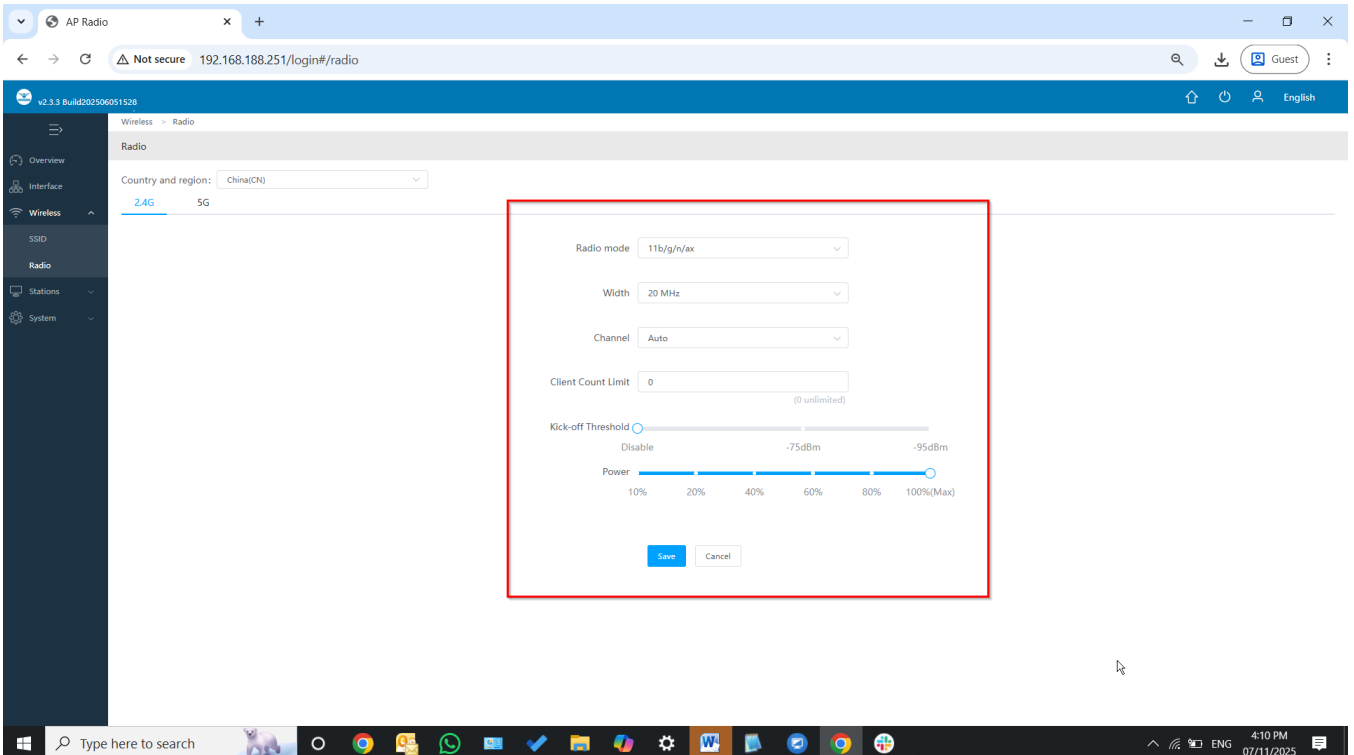 AP Radio
Not secure 192.168.188.251/login#/radio Guest
v2.3.3 Build202506051528 English
Wireless > Radio
Radio
Country and region: China(CN)
2.4G 5G
Overview
Interface
Wireless
SSID
Radio
Stations
System
Radio mode 11b/g/n/ax
Width 20 MHz
Channel Auto
Client Count Limit 0
(0 unlimited)
Kick-off Threshold
Disable -75dBm -95dBm
Power
10% 20% 40% 60% 80% 100%(Max)
Save Cancel
Type here to search
ENG
4:10 PM
07/11/2025